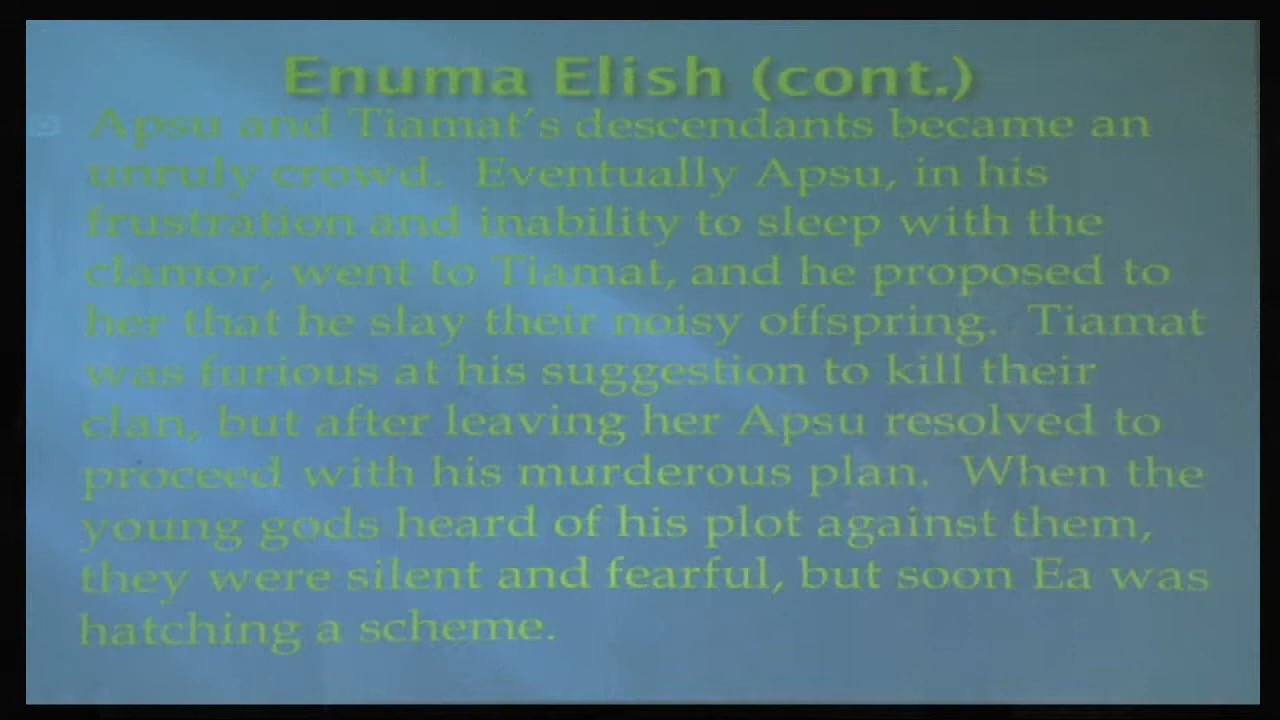 Enuma Elish (cont.)
Apsu and Tiamat's descendants became an
unruly crowd.  Eventually Apsu, in his
frustration and inability to sleep with the
clamor, went to Tiamat, and he proposed to
her that he slay their noisy offspring.  Tiamat
was furious at his suggestion to kill their
clan, but after leaving her Apsu resolved to
proceed with his murderous plan.  When the
young gods heard of his plot against them,
they were silent and fearful, but soon Ea was
hatching a scheme.